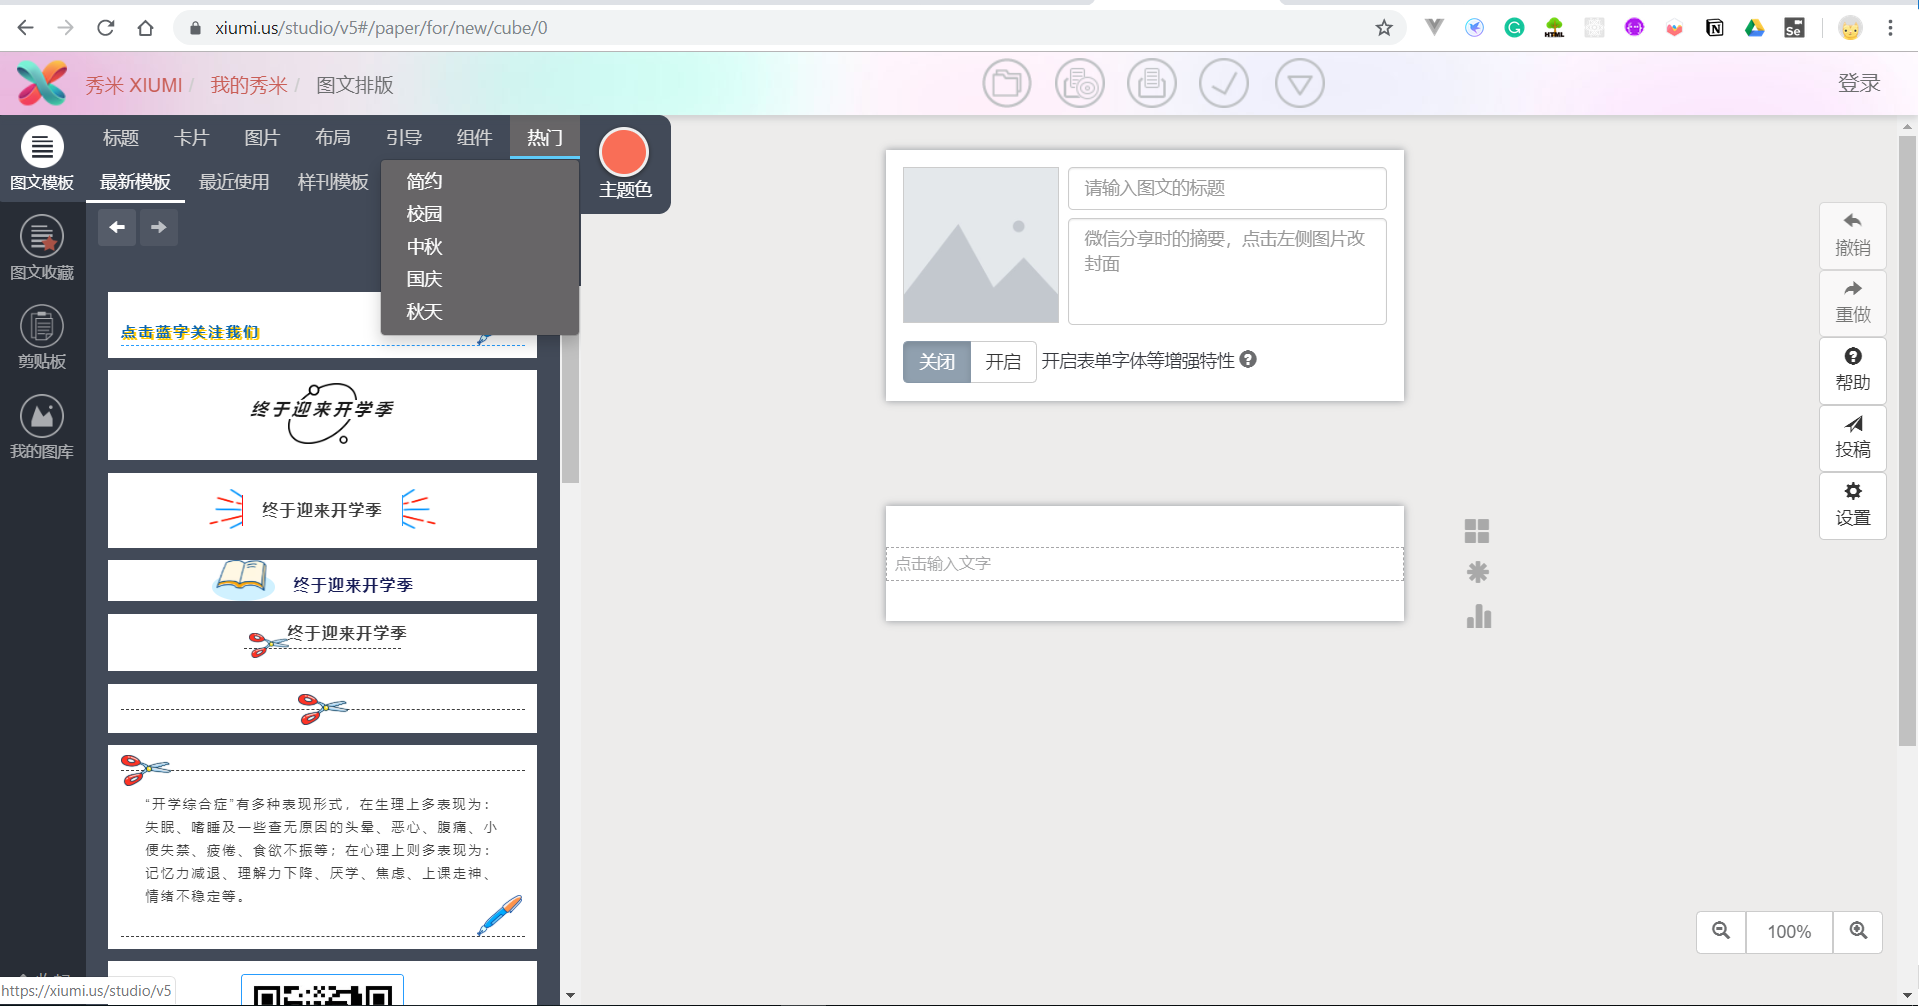 xiumi.us/studio/v5#/paper/for/new/cube/0
HTML
Se
秀米 XIUMI / 我的秀米 / 图文排版
登录
标题 卡片 图片 布局 引导 组件 热门
图文模板
最新模板 最近使用 样刊模板
主题色
简约
校园
中秋
国庆
秋天
图文收藏
剪贴板
我的图库
点击蓝字关注我们
终于迎来开学季
终于迎来开学季
终于迎来开学季
终于迎来开学季
“开学综合症”有多种表现形式，在生理上多表现为：
失眠、嗜睡及一些查无原因的头晕、恶心、腹痛、小
便失禁、疲倦、食欲不振等；在心理上则多表现为：
记忆力减退、理解力下降、厌学、焦虑、上课走神、
情绪不稳定等。
请输入图文的标题
微信分享时的摘要，点击左侧图片改
封面
关闭 开启 开启表单字体等增强特性
点击输入文字
撤销
重做
帮助
投稿
设置
100%
https://xiumi.us/studio/v5